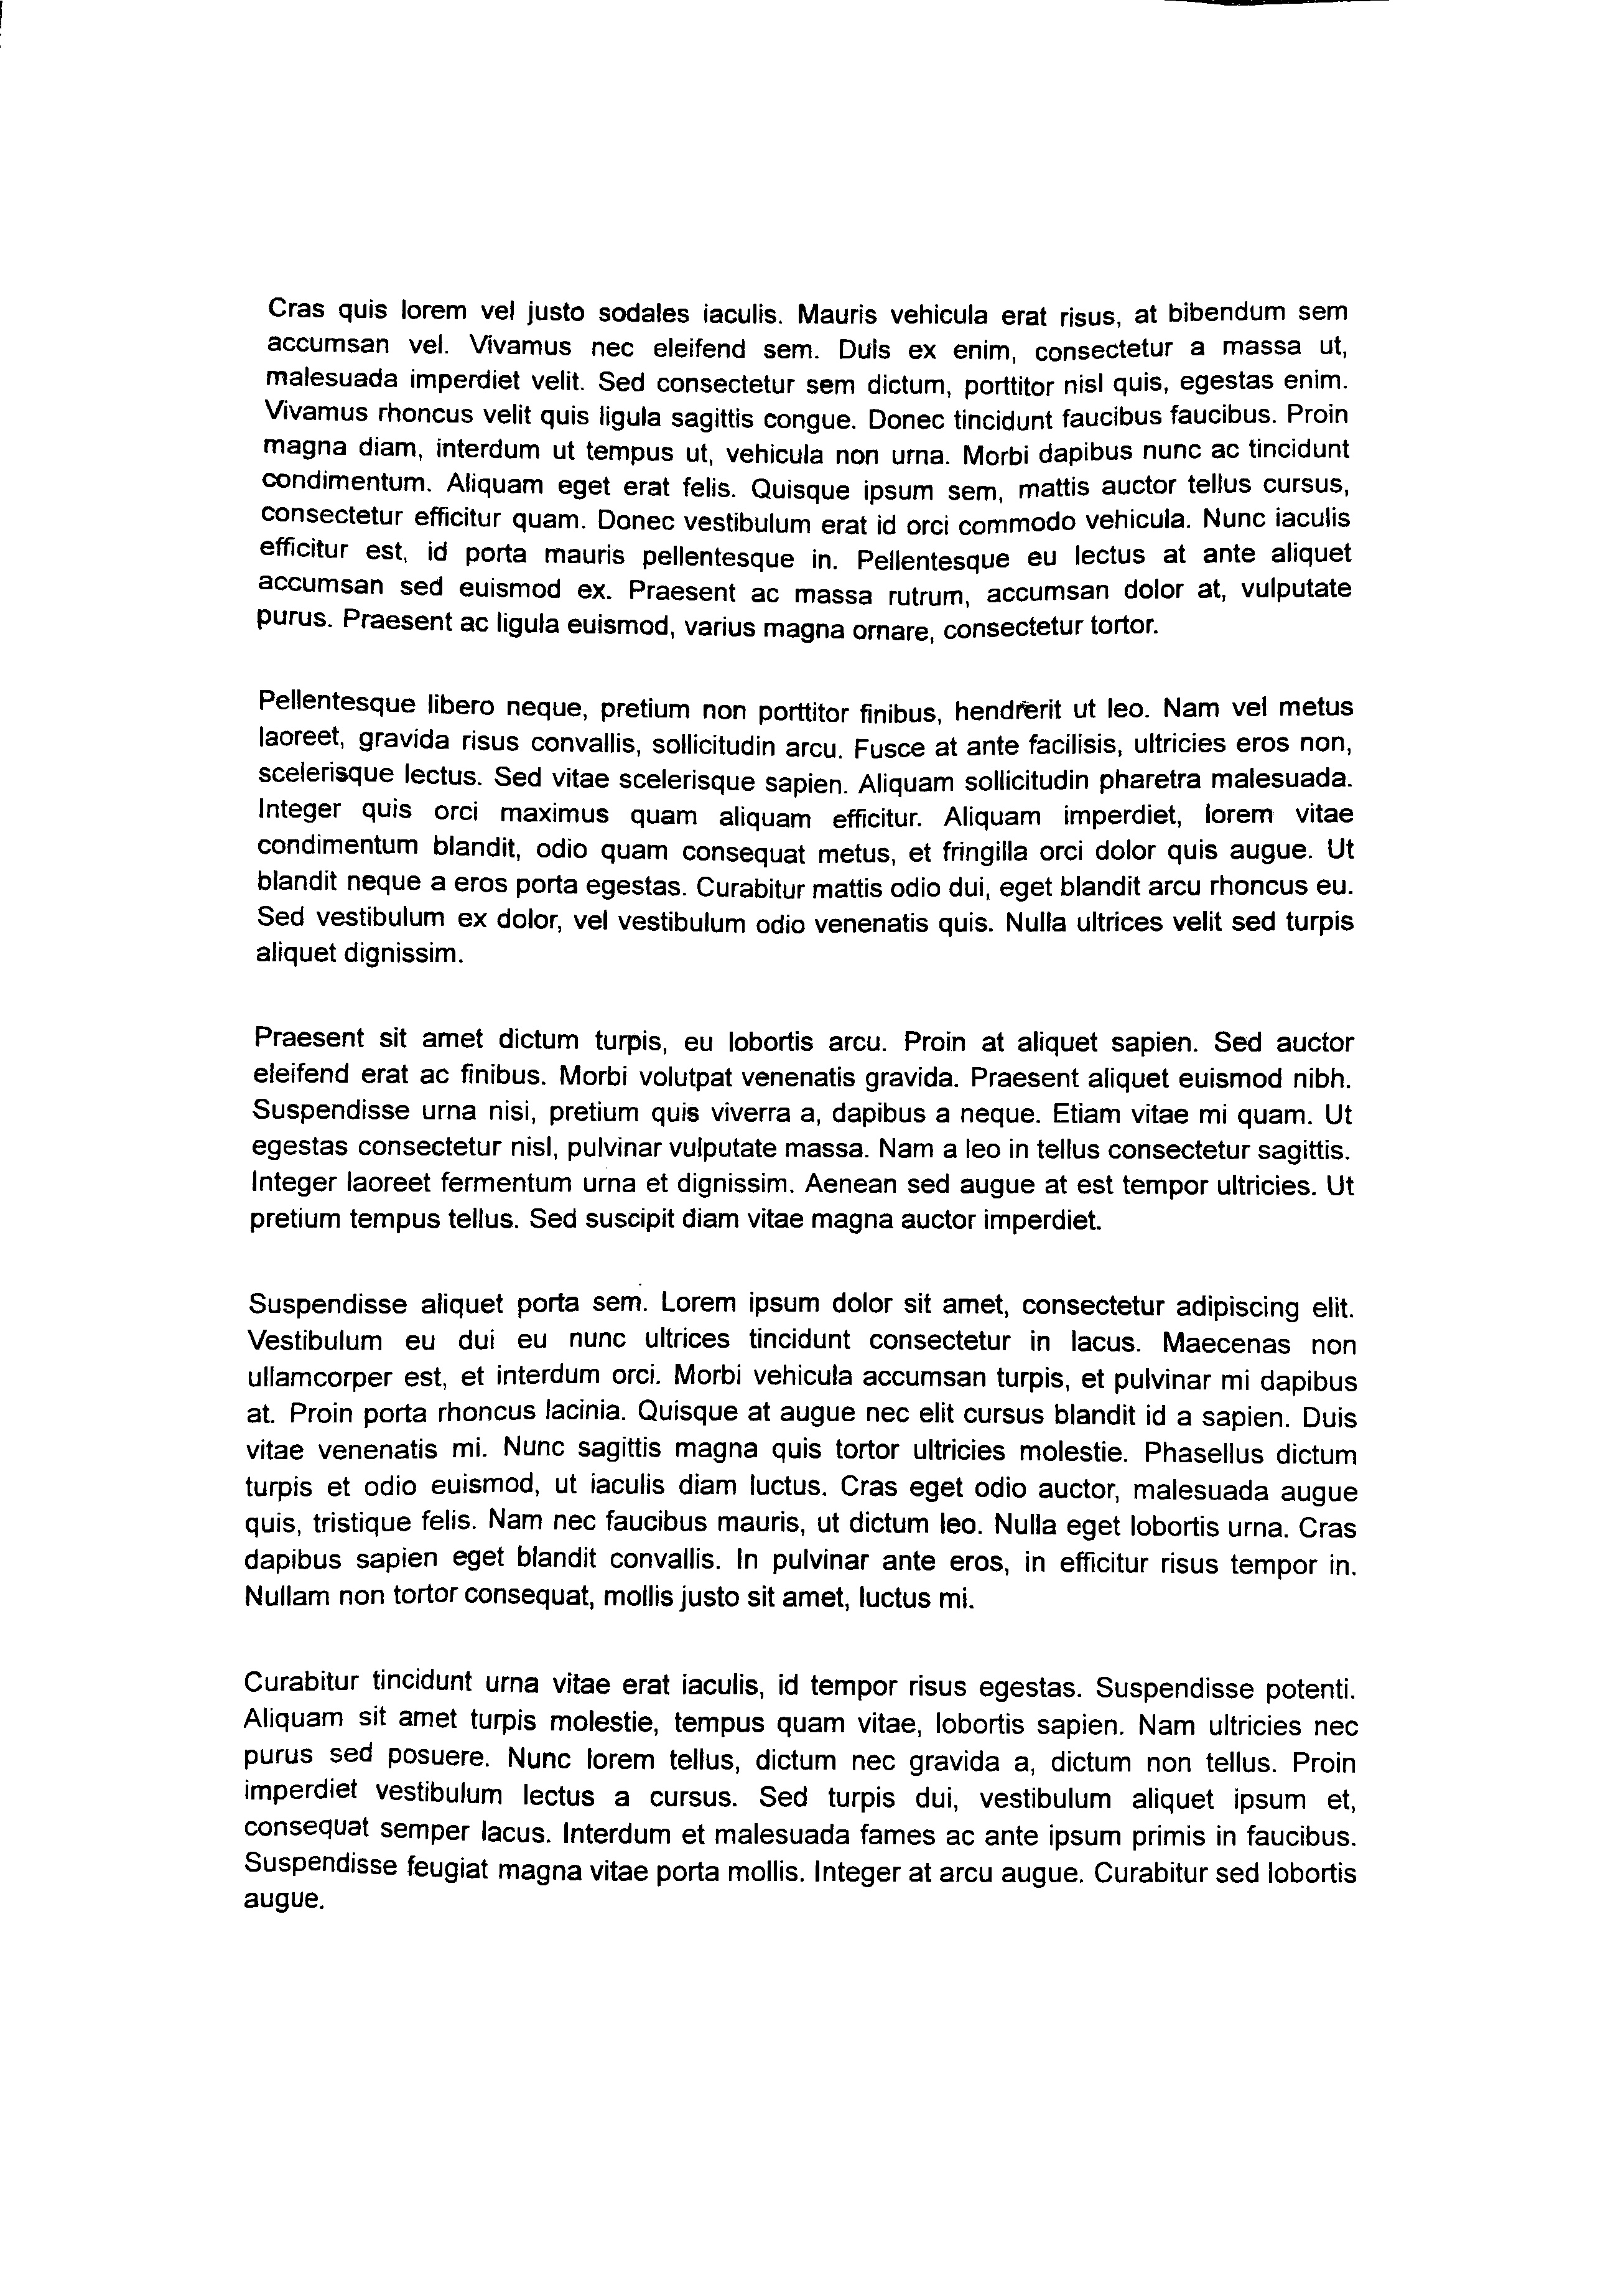 Cras quis lorem vel justo sodales iaculis. Mauris vehicula erat risus, at bibendum sem
accumsan vel. Vivamus nec eleifend sem. Duis ex enim, consectetur a massa ut,
malesuada imperdiet velit. Sed consectetur sem dictum, porttitor nisl quis, egestas enim.
Vivamus rhoncus velit quis ligula sagittis congue. Donec tincidunt faucibus faucibus. Proin
magna diam, interdum ut tempus ut, vehicula non urna. Morbi dapibus nunc ac tincidunt
condimentum. Aliquam eget erat felis. Quisque ipsum sem, mattis auctor tellus cursus,
consectetur efficitur quam. Donec vestibulum erat id orci commodo vehicula. Nunc iaculis
efficitur est, id porta mauris pellentesque in. Pellentesque eu lectus at ante aliquet
accumsan sed euismod ex. Praesent ac massa rutrum, accumsan dolor at, vulputate
purus. Praesent ac ligula euismod, varius magna ornare, consectetur tortor.
Pellentesque libero neque, pretium non porttitor finibus, hendrerit ut leo. Nam vel metus
laoreet, gravida risus convallis, sollicitudin arcu. Fusce at ante facilisis, ultricies eros non,
scelerisque lectus. Sed vitae scelerisque sapien. Aliquam sollicitudin pharetra malesuada.
Integer quis orci maximus quam aliquam efficitur. Aliquam imperdiet, lorem vitae
condimentum blandit, odio quam consequat metus, et fringilla orci dolor quis augue. Ut
blandit neque a eros porta egestas. Curabitur mattis odio dui, eget blandit arcu rhoncus eu.
Sed vestibulum ex dolor, vel vestibulum odio venenatis quis. Nulla ultrices velit sed turpis
aliquet dignissim.
Praesent sit amet dictum turpis, eu lobortis arcu. Proin at aliquet sapien. Sed auctor
eleifend erat ac finibus. Morbi volutpat venenatis gravida. Praesent aliquet euismod nibh.
Suspendisse urna nisi, pretium quis viverra a, dapibus a neque. Etiam vitae mi quam. Ut
egestas consectetur nisl, pulvinar vulputate massa. Nam a leo in tellus consectetur sagittis.
Integer laoreet fermentum urna et dignissim. Aenean sed augue at est tempor ultricies. Ut
pretium tempus tellus. Sed suscipit diam vitae magna auctor imperdiet.
Suspendisse aliquet porta sem. Lorem ipsum dolor sit amet, consectetur adipiscing elit.
Vestibulum eu dui eu nunc ultrices tincidunt consectetur in lacus. Maecenas non
ullamcorper est, et interdum orci. Morbi vehicula accumsan turpis, et pulvinar mi dapibus
at. Proin porta rhoncus lacinia. Quisque at augue nec elit cursus blandit id a sapien. Duis
vitae venenatis mi. Nunc sagittis magna quis tortor ultricies molestie. Phasellus dictum
turpis et odio euismod, ut iaculis diam luctus. Cras eget odio auctor, malesuada augue
quis, tristique felis. Nam nec faucibus mauris, ut dictum leo. Nulla eget lobortis urna. Cras
dapibus sapien eget blandit convallis. In pulvinar ante eros, in efficitur risus tempor in.
Nullam non tortor consequat, mollis justo sit amet, luctus mi.
Curabitur tincidunt urna vitae erat iaculis, id tempor risus egestas. Suspendisse potenti.
Aliquam sit amet turpis molestie, tempus quam vitae, lobortis sapien. Nam ultricies nec
purus sed posuere. Nunc lorem tellus, dictum nec gravida a, dictum non tellus. Proin
imperdiet vestibulum lectus a cursus. Sed turpis dui, vestibulum aliquet ipsum et,
consequat semper lacus. Interdum et malesuada fames ac ante ipsum primis in faucibus.
Suspendisse feugiat magna vitae porta mollis. Integer at arcu augue. Curabitur sed lobortis
augue.